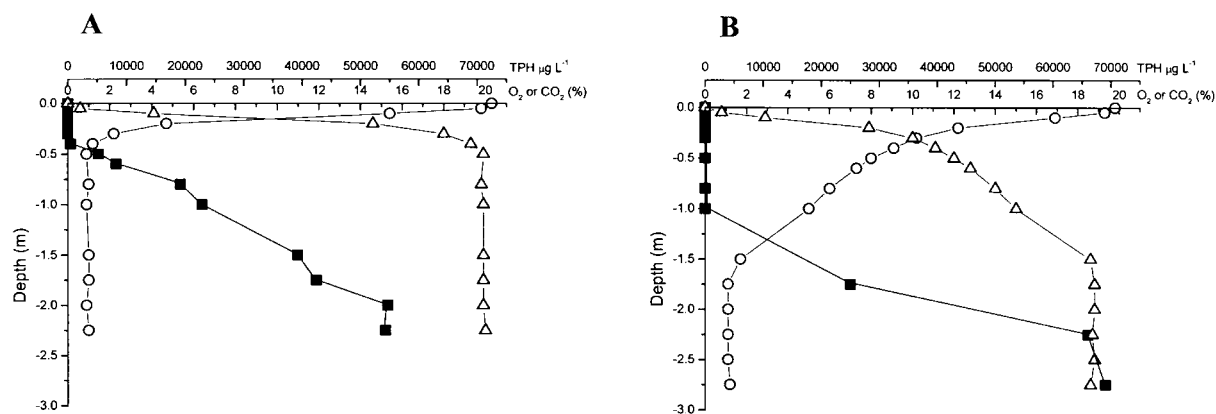 A
0 10000 20000 30000 40000 50000 60000 70000 TPH µg L⁻¹
0 2 4 6 8 10 12 14 16 18 20 O₂ or CO₂ (%)
0.0
-0.5
-1.0
-1.5
-2.0
-2.5
-3.0
Depth (m)
B
0 10000 20000 30000 40000 50000 60000 70000 TPH µg L⁻¹
0 2 4 6 8 10 12 14 16 18 20 O₂ or CO₂ (%)
0.0
-0.5
-1.0
-1.5
-2.0
-2.5
-3.0
Depth (m)